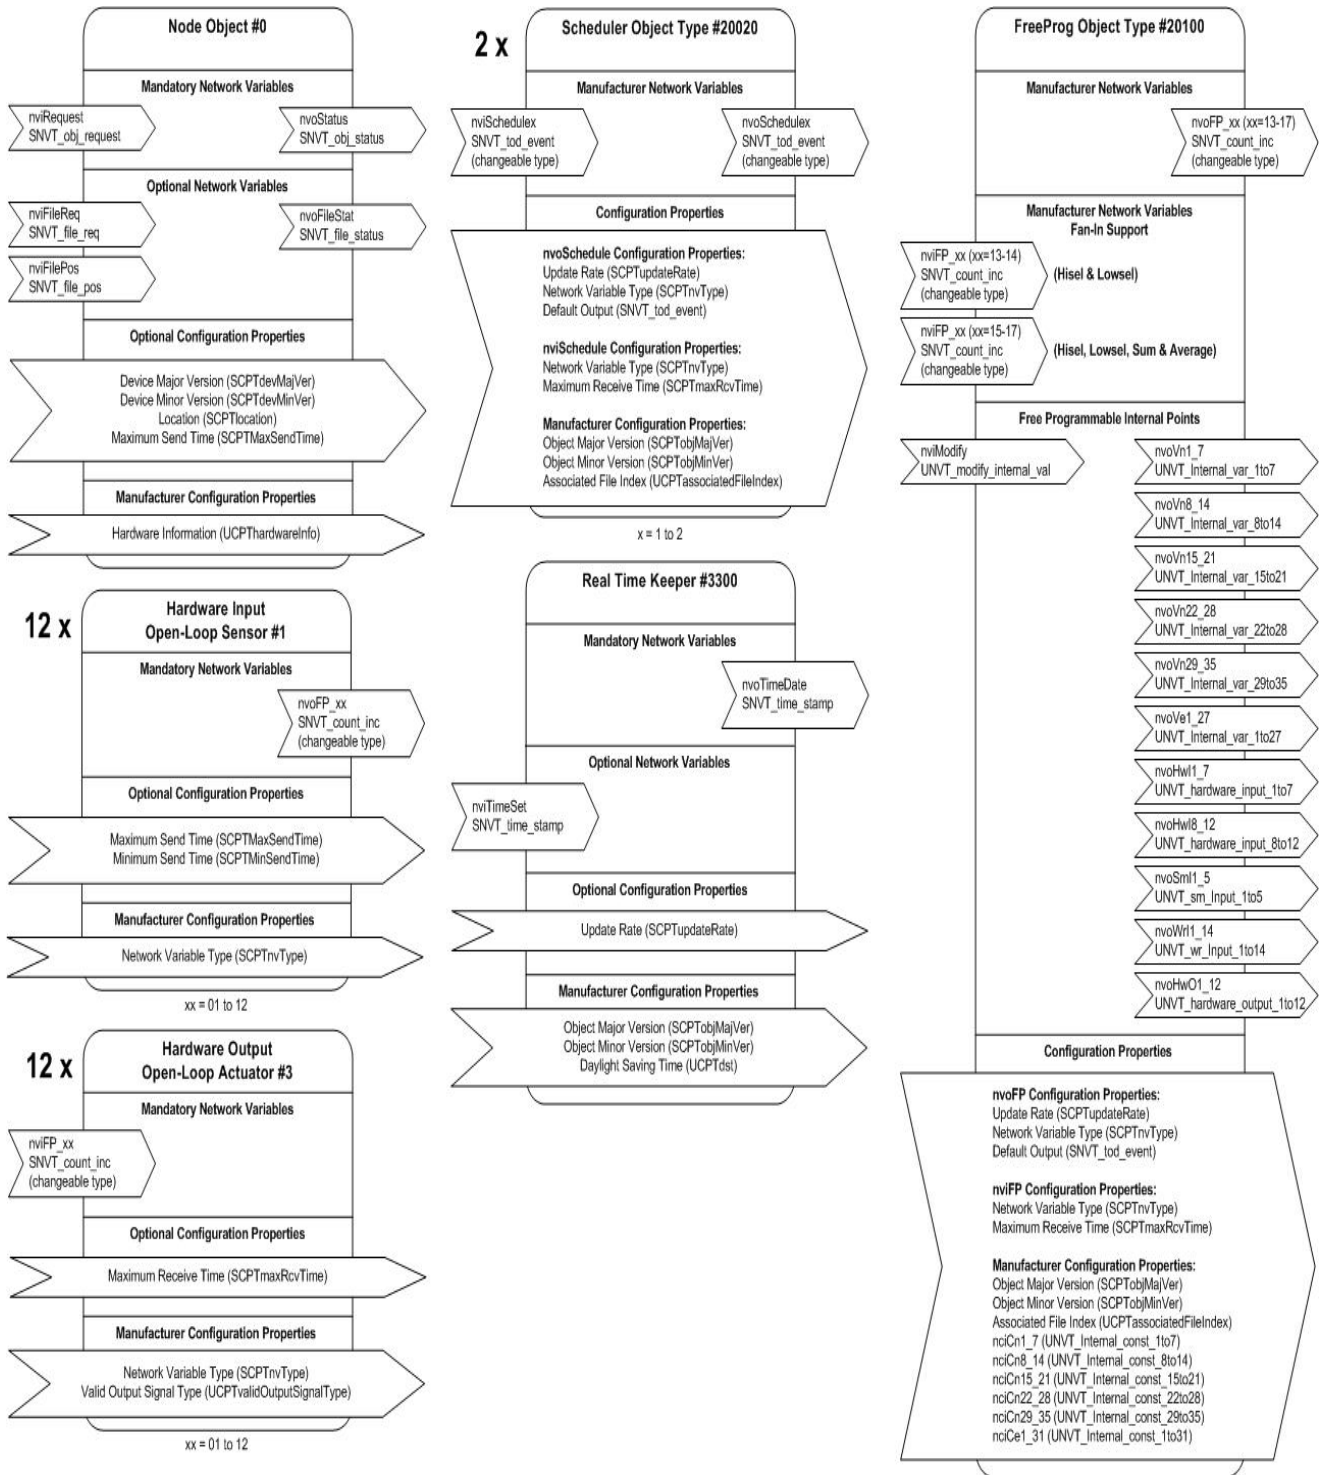 Node Object #0
Mandatory Network Variables
nviRequest
SNVT_obj_request
nvoStatus
SNVT_obj_status
Optional Network Variables
nviFileReq
SNVT_file_req
nvoFileStat
SNVT_file_status
nviFilePos
SNVT_file_pos
Optional Configuration Properties
Device Major Version (SCPTdevMajVer)
Device Minor Version (SCPTdevMinVer)
Location (SCPTlocation)
Maximum Send Time (SCPTMaxSendTime)
Manufacturer Configuration Properties
Hardware Information (UCPThardwareInfo)
12 x
Hardware Input
Open-Loop Sensor #1
Mandatory Network Variables
nvoFP_xx
SNVT_count_inc
(changeable type)
Optional Configuration Properties
Maximum Send Time (SCPTMaxSendTime)
Minimum Send Time (SCPTMinSendTime)
Manufacturer Configuration Properties
Network Variable Type (SCPTnvType)
xx = 01 to 12
12 x
Hardware Output
Open-Loop Actuator #3
Mandatory Network Variables
nviFP_xx
SNVT_count_inc
(changeable type)
Optional Configuration Properties
Maximum Receive Time (SCPTmaxRcvTime)
Manufacturer Configuration Properties
Network Variable Type (SCPTnvType)
Valid Output Signal Type (UCPTvalidOutputSignalType)
xx = 01 to 12
2 x
Scheduler Object Type #20020
Manufacturer Network Variables
nviSchedulex
SNVT_tod_event
(changeable type)
nvoSchedulex
SNVT_tod_event
(changeable type)
Configuration Properties
nvoSchedule Configuration Properties:
Update Rate (SCPTupdateRate)
Network Variable Type (SCPTnvType)
Default Output (SNVT_tod_event)
nviSchedule Configuration Properties:
Network Variable Type (SCPTnvType)
Maximum Receive Time (SCPTmaxRcvTime)
Manufacturer Configuration Properties:
Object Major Version (SCPTobjMajVer)
Object Minor Version (SCPTobjMinVer)
Associated File Index (UCPTassociatedFileIndex)
x = 1 to 2
Real Time Keeper #3300
Mandatory Network Variables
nvoTimeDate
SNVT_time_stamp
Optional Network Variables
nviTimeSet
SNVT_time_stamp
Optional Configuration Properties
Update Rate (SCPTupdateRate)
Manufacturer Configuration Properties
Object Major Version (SCPTobjMajVer)
Object Minor Version (SCPTobjMinVer)
Daylight Saving Time (UCPTdst)
FreeProg Object Type #20100
Manufacturer Network Variables
nvoFP_xx (xx=13-17)
SNVT_count_inc
(changeable type)
Manufacturer Network Variables
Fan-In Support
nviFP_xx (xx=13-14)
SNVT_count_inc
(changeable type)
(Hisel & Lowsel)
nviFP_xx (xx=15-17)
SNVT_count_inc
(changeable type)
(Hisel, Lowsel, Sum & Average)
Free Programmable Internal Points
nviModify
UNVT_modify_internal_val
nvoVn1_7
UNVT_Internal_var_1to7
nvoVn8_14
UNVT_Internal_var_8to14
nvoVn15_21
UNVT_Internal_var_15to21
nvoVn22_28
UNVT_Internal_var_22to28
nvoVn29_35
UNVT_Internal_var_29to35
nvoVe1_27
UNVT_Internal_var_1to27
nvoHwI1_7
UNVT_hardware_input_1to7
nvoHwI8_12
UNVT_hardware_input_8to12
nvoSmI1_5
UNVT_sm_Input_1to5
nvoWrI1_14
UNVT_wr_Input_1to14
nvoHwO1_12
UNVT_hardware_output_1to12
Configuration Properties
nvoFP Configuration Properties:
Update Rate (SCPTupdateRate)
Network Variable Type (SCPTnvType)
Default Output (SNVT_tod_event)
nviFP Configuration Properties:
Network Variable Type (SCPTnvType)
Maximum Receive Time (SCPTmaxRcvTime)
Manufacturer Configuration Properties:
Object Major Version (SCPTobjMajVer)
Object Minor Version (SCPTobjMinVer)
Associated File Index (UCPTassociatedFileIndex)
nciCn1_7 (UNVT_Internal_const_1to7)
nciCn8_14 (UNVT_Internal_const_8to14)
nciCn15_21 (UNVT_Internal_const_15to21)
nciCn22_28 (UNVT_Internal_const_22to28)
nciCn29_35 (UNVT_Internal_const_29to35)
nciCe1_31 (UNVT_Internal_const_1to31)